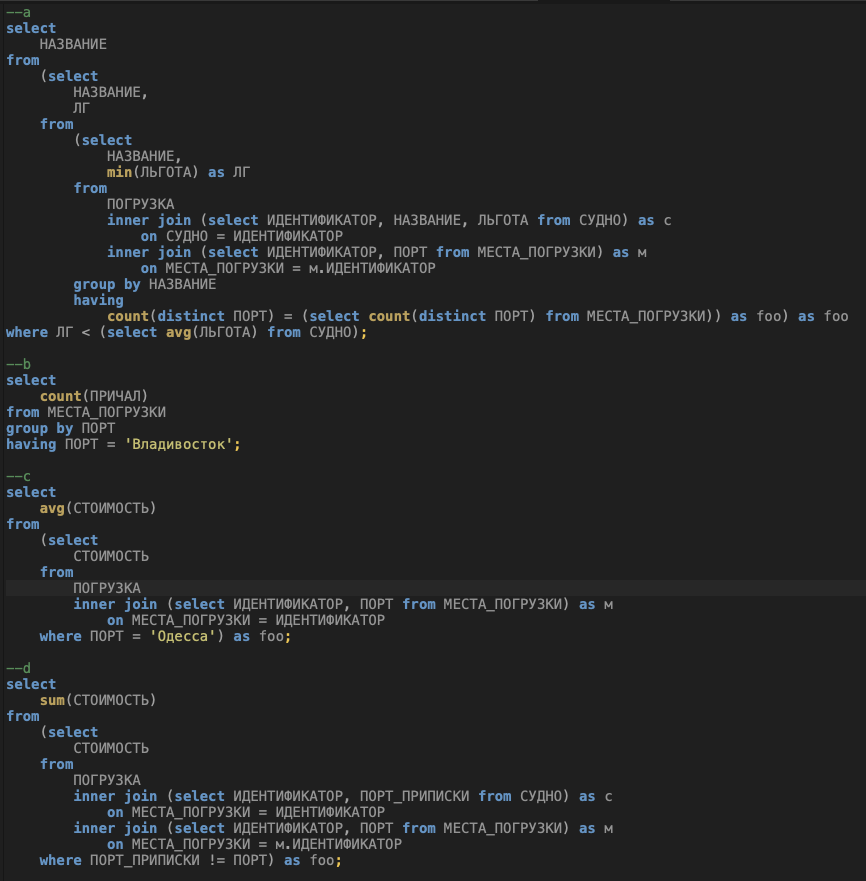 --a
select
    НАЗВАНИЕ
from
    (select
        НАЗВАНИЕ,
        ЛГ
    from
        (select
            НАЗВАНИЕ,
            min(ЛЬГОТА) as ЛГ
        from
            ПОГРУЗКА
            inner join (select ИДЕНТИФИКАТОР, НАЗВАНИЕ, ЛЬГОТА from СУДНО) as с
                on СУДНО = ИДЕНТИФИКАТОР
            inner join (select ИДЕНТИФИКАТОР, ПОРТ from МЕСТА_ПОГРУЗКИ) as м
                on МЕСТА_ПОГРУЗКИ = м.ИДЕНТИФИКАТОР
        group by НАЗВАНИЕ
        having
            count(distinct ПОРТ) = (select count(distinct ПОРТ) from МЕСТА_ПОГРУЗКИ)) as foo) as foo
where ЛГ < (select avg(ЛЬГОТА) from СУДНО);
--b
select
    count(ПРИЧАЛ)
from МЕСТА_ПОГРУЗКИ
group by ПОРТ
having ПОРТ = 'Владивосток';
--c
select
    avg(СТОИМОСТЬ)
from
    (select
        СТОИМОСТЬ
    from
        ПОГРУЗКА
        inner join (select ИДЕНТИФИКАТОР, ПОРТ from МЕСТА_ПОГРУЗКИ) as м
            on МЕСТА_ПОГРУЗКИ = ИДЕНТИФИКАТОР
    where ПОРТ = 'Одесса') as foo;
--d
select
    sum(СТОИМОСТЬ)
from
    (select
        СТОИМОСТЬ
    from
        ПОГРУЗКА
        inner join (select ИДЕНТИФИКАТОР, ПОРТ_ПРИПИСКИ from СУДНО) as с
            on МЕСТА_ПОГРУЗКИ = ИДЕНТИФИКАТОР
        inner join (select ИДЕНТИФИКАТОР, ПОРТ from МЕСТА_ПОГРУЗКИ) as м
            on МЕСТА_ПОГРУЗКИ = м.ИДЕНТИФИКАТОР
    where ПОРТ_ПРИПИСКИ != ПОРТ) as foo;